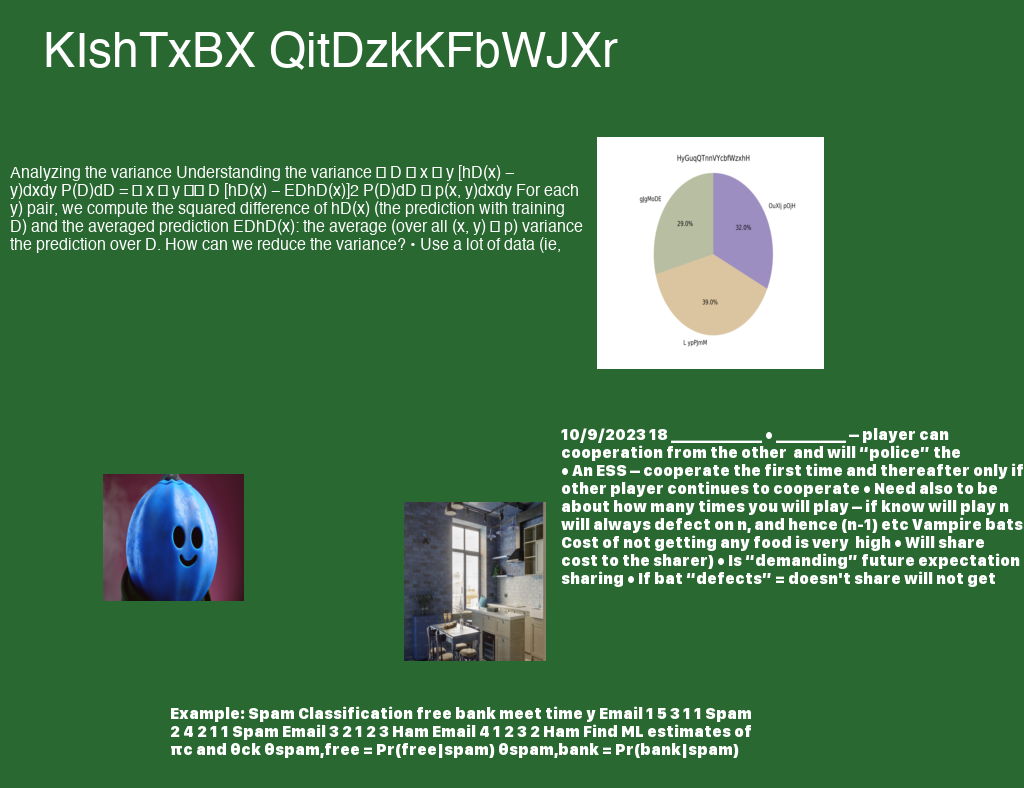 KIshTxBX QitDzkKFbWJXr
Analyzing the variance Understanding the variance � D � x � y [hD(x) –
y)dxdy P(D)dD = � x � y �� D [hD(x) – EDhD(x)]2 P(D)dD � p(x, y)dxdy For each
y) pair, we compute the squared difference of hD(x) (the prediction with training
D) and the averaged prediction EDhD(x): the average (over all (x, y) � p) variance
the prediction over D. How can we reduce the variance? • Use a lot of data (ie,
HyGuqQTnnVYcbfWzxhH
gJgMoDE
OuXlj pOjH
29.0%
32.0%
39.0%
L ypPJmM
10/9/2023 18 _____________ • __________ – player can
cooperation from the other and will “police” the
• An ESS – cooperate the first time and thereafter only if
other player continues to cooperate • Need also to be
about how many times you will play – if know will play n
will always defect on n, and hence (n-1) etc Vampire bats
Cost of not getting any food is very high • Will share
cost to the sharer) • Is “demanding” future expectation
sharing • If bat “defects” = doesn't share will not get
Example: Spam Classification free bank meet time y Email 1 5 3 1 1 Spam
2 4 2 1 1 Spam Email 3 2 1 2 3 Ham Email 4 1 2 3 2 Ham Find ML estimates of
πc and θck θspam,free = Pr(free|spam) θspam,bank = Pr(bank|spam)